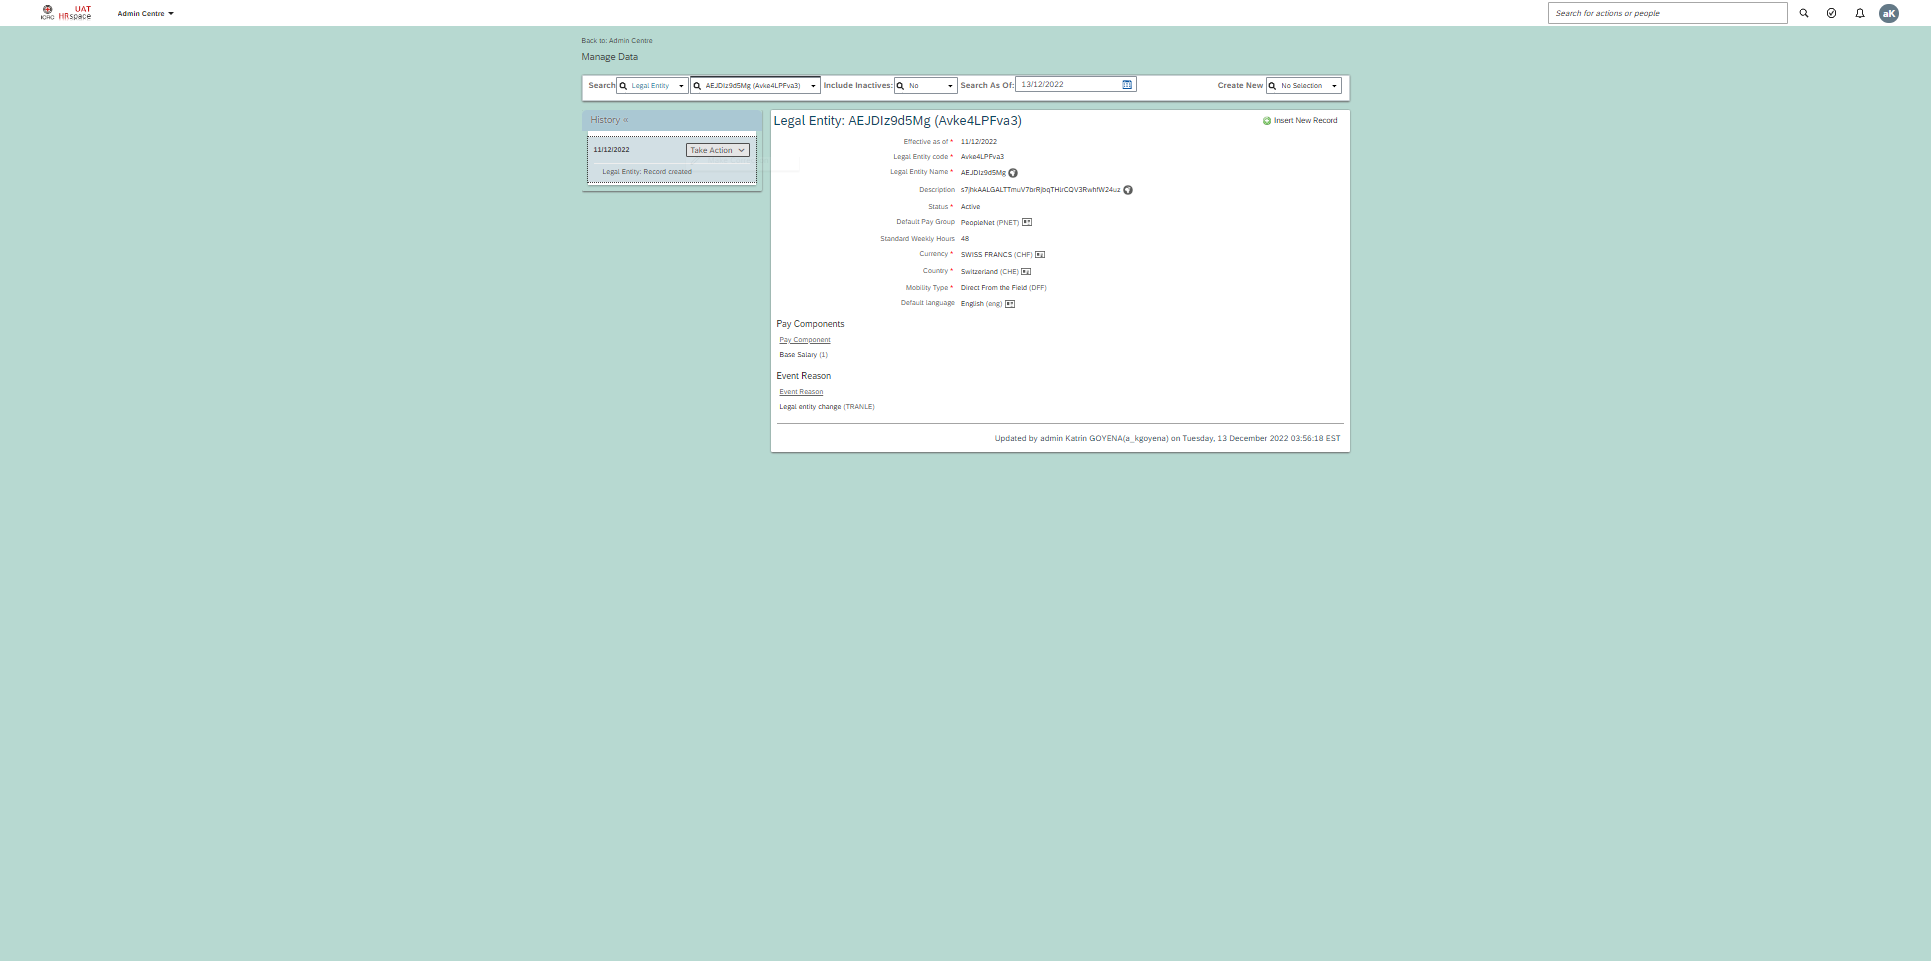 ICRC
UAT
HRspace
Admin Centre
Search for actions or people
aK
Back to: Admin Centre
Manage Data
Search Legal Entity AEJDIz9d5Mg (Avke4LPFva3) Include Inactives: No Search As Of: 13/12/2022 Create New No Selection
History «
11/12/2022 Take Action
Legal Entity: Record created
Legal Entity: AEJDIz9d5Mg (Avke4LPFva3)
Insert New Record
Effective as of * 11/12/2022
Legal Entity code * Avke4LPFva3
Legal Entity Name * AEJDIz9d5Mg
Description s7jhkAALGALTTmuV7brRjbqTHlrCQV3RwhfW24uz
Status * Active
Default Pay Group PeopleNet (PNET)
Standard Weekly Hours 48
Currency * SWISS FRANCS (CHF)
Country * Switzerland (CHE)
Mobility Type * Direct From the Field (DFF)
Default language English (eng)
Pay Components
Pay Component
Base Salary (1)
Event Reason
Event Reason
Legal entity change (TRANLE)
Updated by admin Katrin GOYENA(a_kgoyena) on Tuesday, 13 December 2022 03:56:18 EST